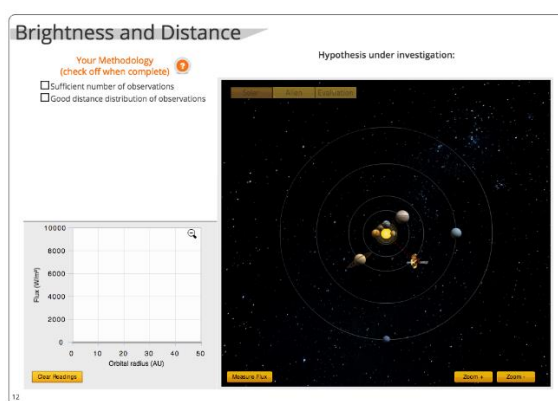 Brightness and Distance
Your Methodology
(check off when complete)
?
Sufficient number of observations
Good distance distribution of observations
Hypothesis under investigation:
Solar
Alien
Evaluation
10000
8000
6000
4000
2000
0
Flux (W/m²)
0 10 20 30 40 50
Orbital radius (AU)
Clear Readings
Measure Flux
Zoom +
Zoom -
12